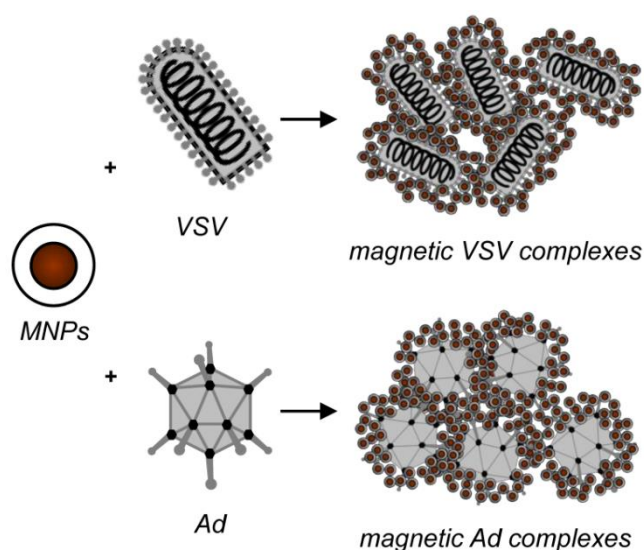 +
VSV
magnetic VSV complexes
MNPs
+
Ad
magnetic Ad complexes